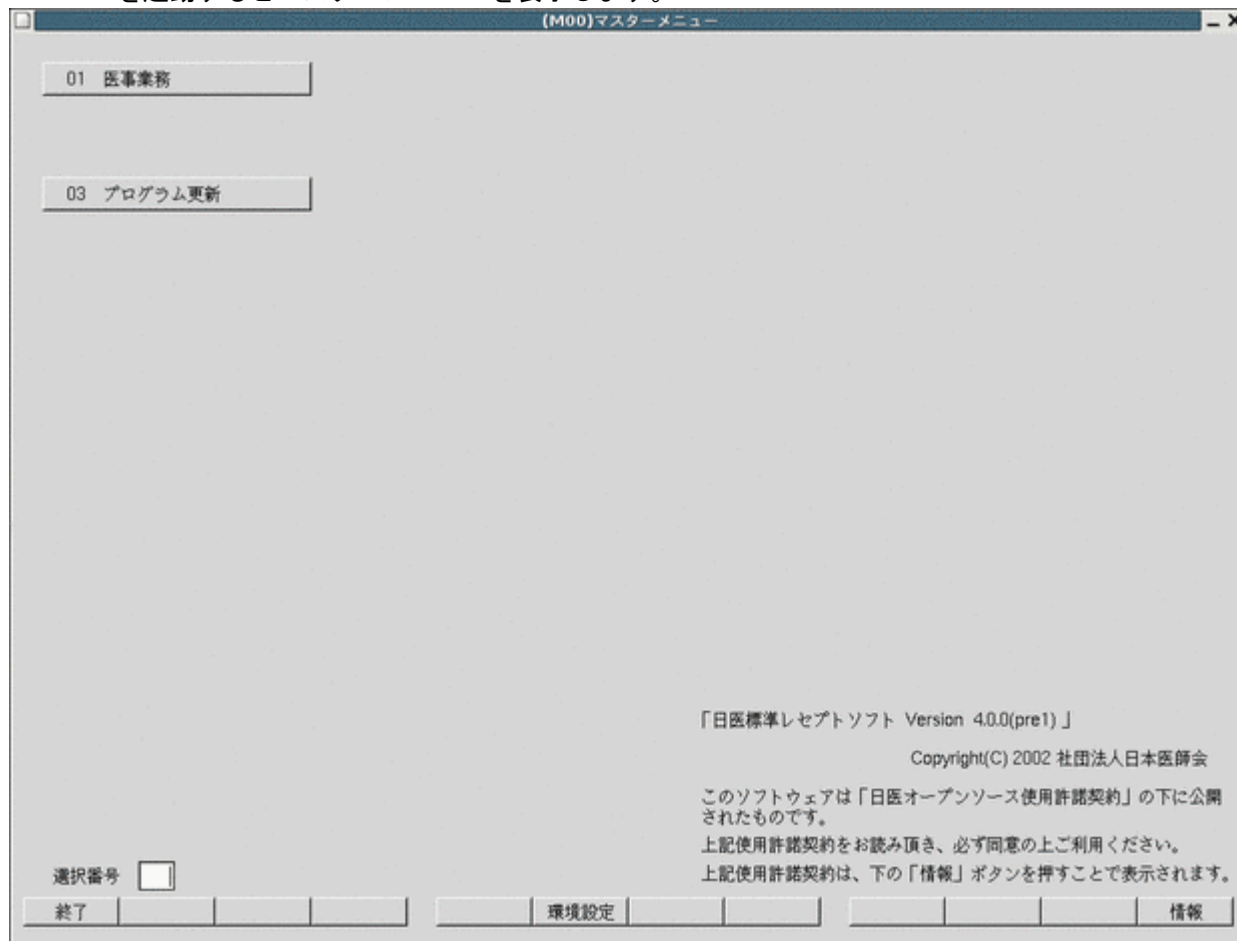 (M00)マスターメニュー
01 医事業務
03 プログラム更新
「日医標準レセプトソフト Version 4.0.0(pre1) 」
Copyright(C) 2002 社団法人日本医師会
このソフトウェアは「日医オープンソース使用許諾契約」の下に公開
されたものです。
上記使用許諾契約をお読み頂き、必ず同意の上ご利用ください。
上記使用許諾契約は、下の「情報」ボタンを押すことで表示されます。
選択番号
終了 環境設定 情報